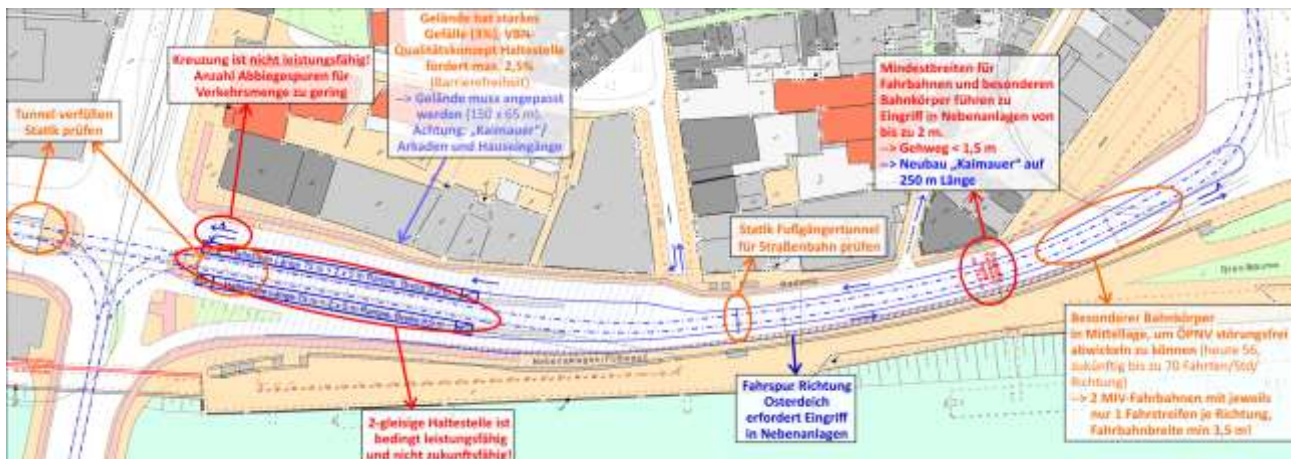 Gelände hat starkes
Gefälle (3%); VBN-
Qualitätskonzept Haltestelle
fordert max. 2,5%
(Barrierefreiheit)
--> Gelände muss angepasst
werden (150 x 65 m).
Achtung: „Kaimauer“/
Arkaden und Hauseingänge
Kreuzung ist nicht leistungsfähig!
Anzahl Abbiegespuren für
Verkehrsmenge zu gering
Tunnel verfüllen
Statik prüfen
Mindestbreiten für
Fahrbahnen und besonderen
Bahnkörper führen zu
Eingriff in Nebenanlagen von
bis zu 2 m.
--> Gehweg < 1,5 m
--> Neubau „Kaimauer“ auf
250 m Länge
Statik Fußgängertunnel
für Straßenbahn prüfen
Besonderer Bahnkörper
in Mittellage, um ÖPNV störungsfrei
abwickeln zu können (heute 56,
zukünftig bis zu 70 Fahrten/Std/
Richtung)
--> 2 MIV-Fahrbahnen mit jeweils
nur 1 Fahrstreifen je Richtung,
Fahrbahnbreite min 3,5 m!
Fahrspur Richtung
Osterdeich
erfordert Eingriff
in Nebenanlagen
2-gleisige Haltestelle ist
bedingt leistungsfähig
und nicht zukunftsfähig!